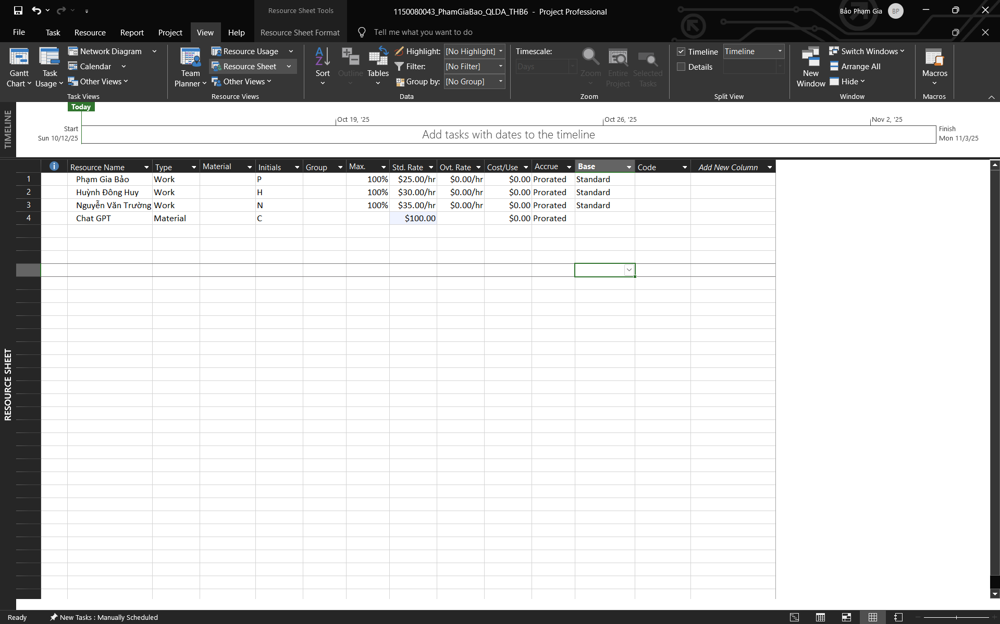 Resource Sheet Tools
1150080043_PhamGiaBao_QLDA_THB6 - Project Professional
Bảo Phạm Gia
BP
File Task Resource Report Project View Help Resource Sheet Format Tell me what you want to do
Gantt Chart
Task Usage
Network Diagram
Calendar
Other Views
Task Views
Team Planner
Resource Usage
Resource Sheet
Other Views
Resource Views
Sort
Outline
Tables
Highlight: [No Highlight]
Filter: [No Filter]
Group by: [No Group]
Data
Timescale:
Days
Zoom
Entire Project
Selected Tasks
Zoom
Timeline Timeline
Details
Split View
New Window
Switch Windows
Arrange All
Hide
Window
Macros
Macros
TIMELINE
Today
Start
Sun 10/12/25
Oct 19, '25
Oct 26, '25
Nov 2, '25
Add tasks with dates to the timeline
Finish
Mon 11/3/25
RESOURCE SHEET
Resource Name Type Material Initials Group Max. Std. Rate Ovt. Rate Cost/Use Accrue Base Code Add New Column
1 Phạm Gia Bảo Work P 100% $25.00/hr $0.00/hr $0.00 Prorated Standard
2 Huỳnh Đông Huy Work H 100% $30.00/hr $0.00/hr $0.00 Prorated Standard
3 Nguyễn Văn Trường Work N 100% $35.00/hr $0.00/hr $0.00 Prorated Standard
4 Chat GPT Material C $100.00 $0.00 Prorated
Ready New Tasks : Manually Scheduled